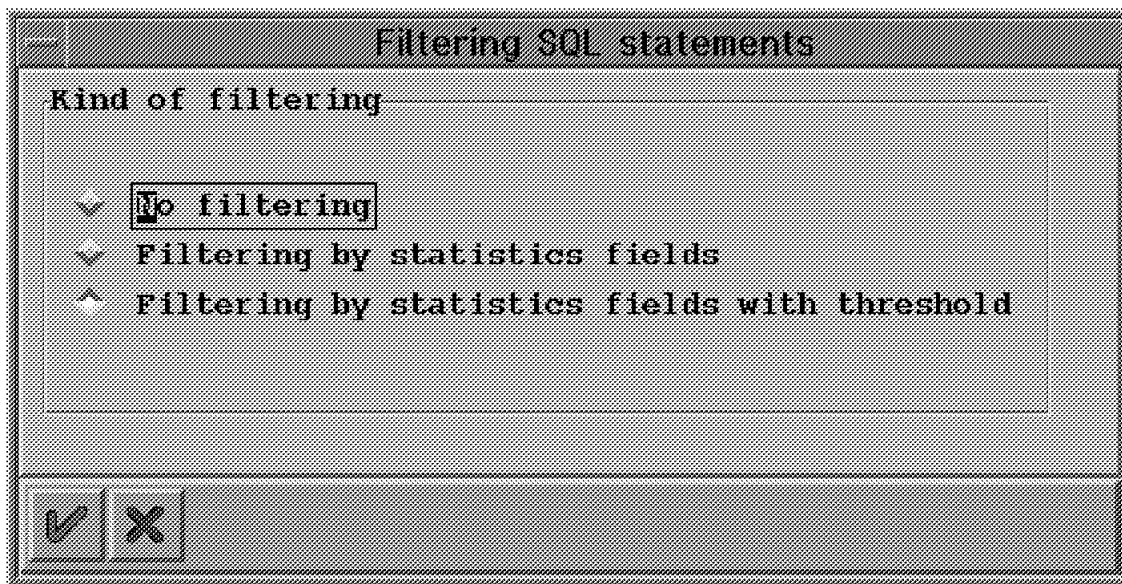 Filtering SQL statements
Kind of filtering
No filtering
Filtering by statistics fields
Filtering by statistics fields with threshold